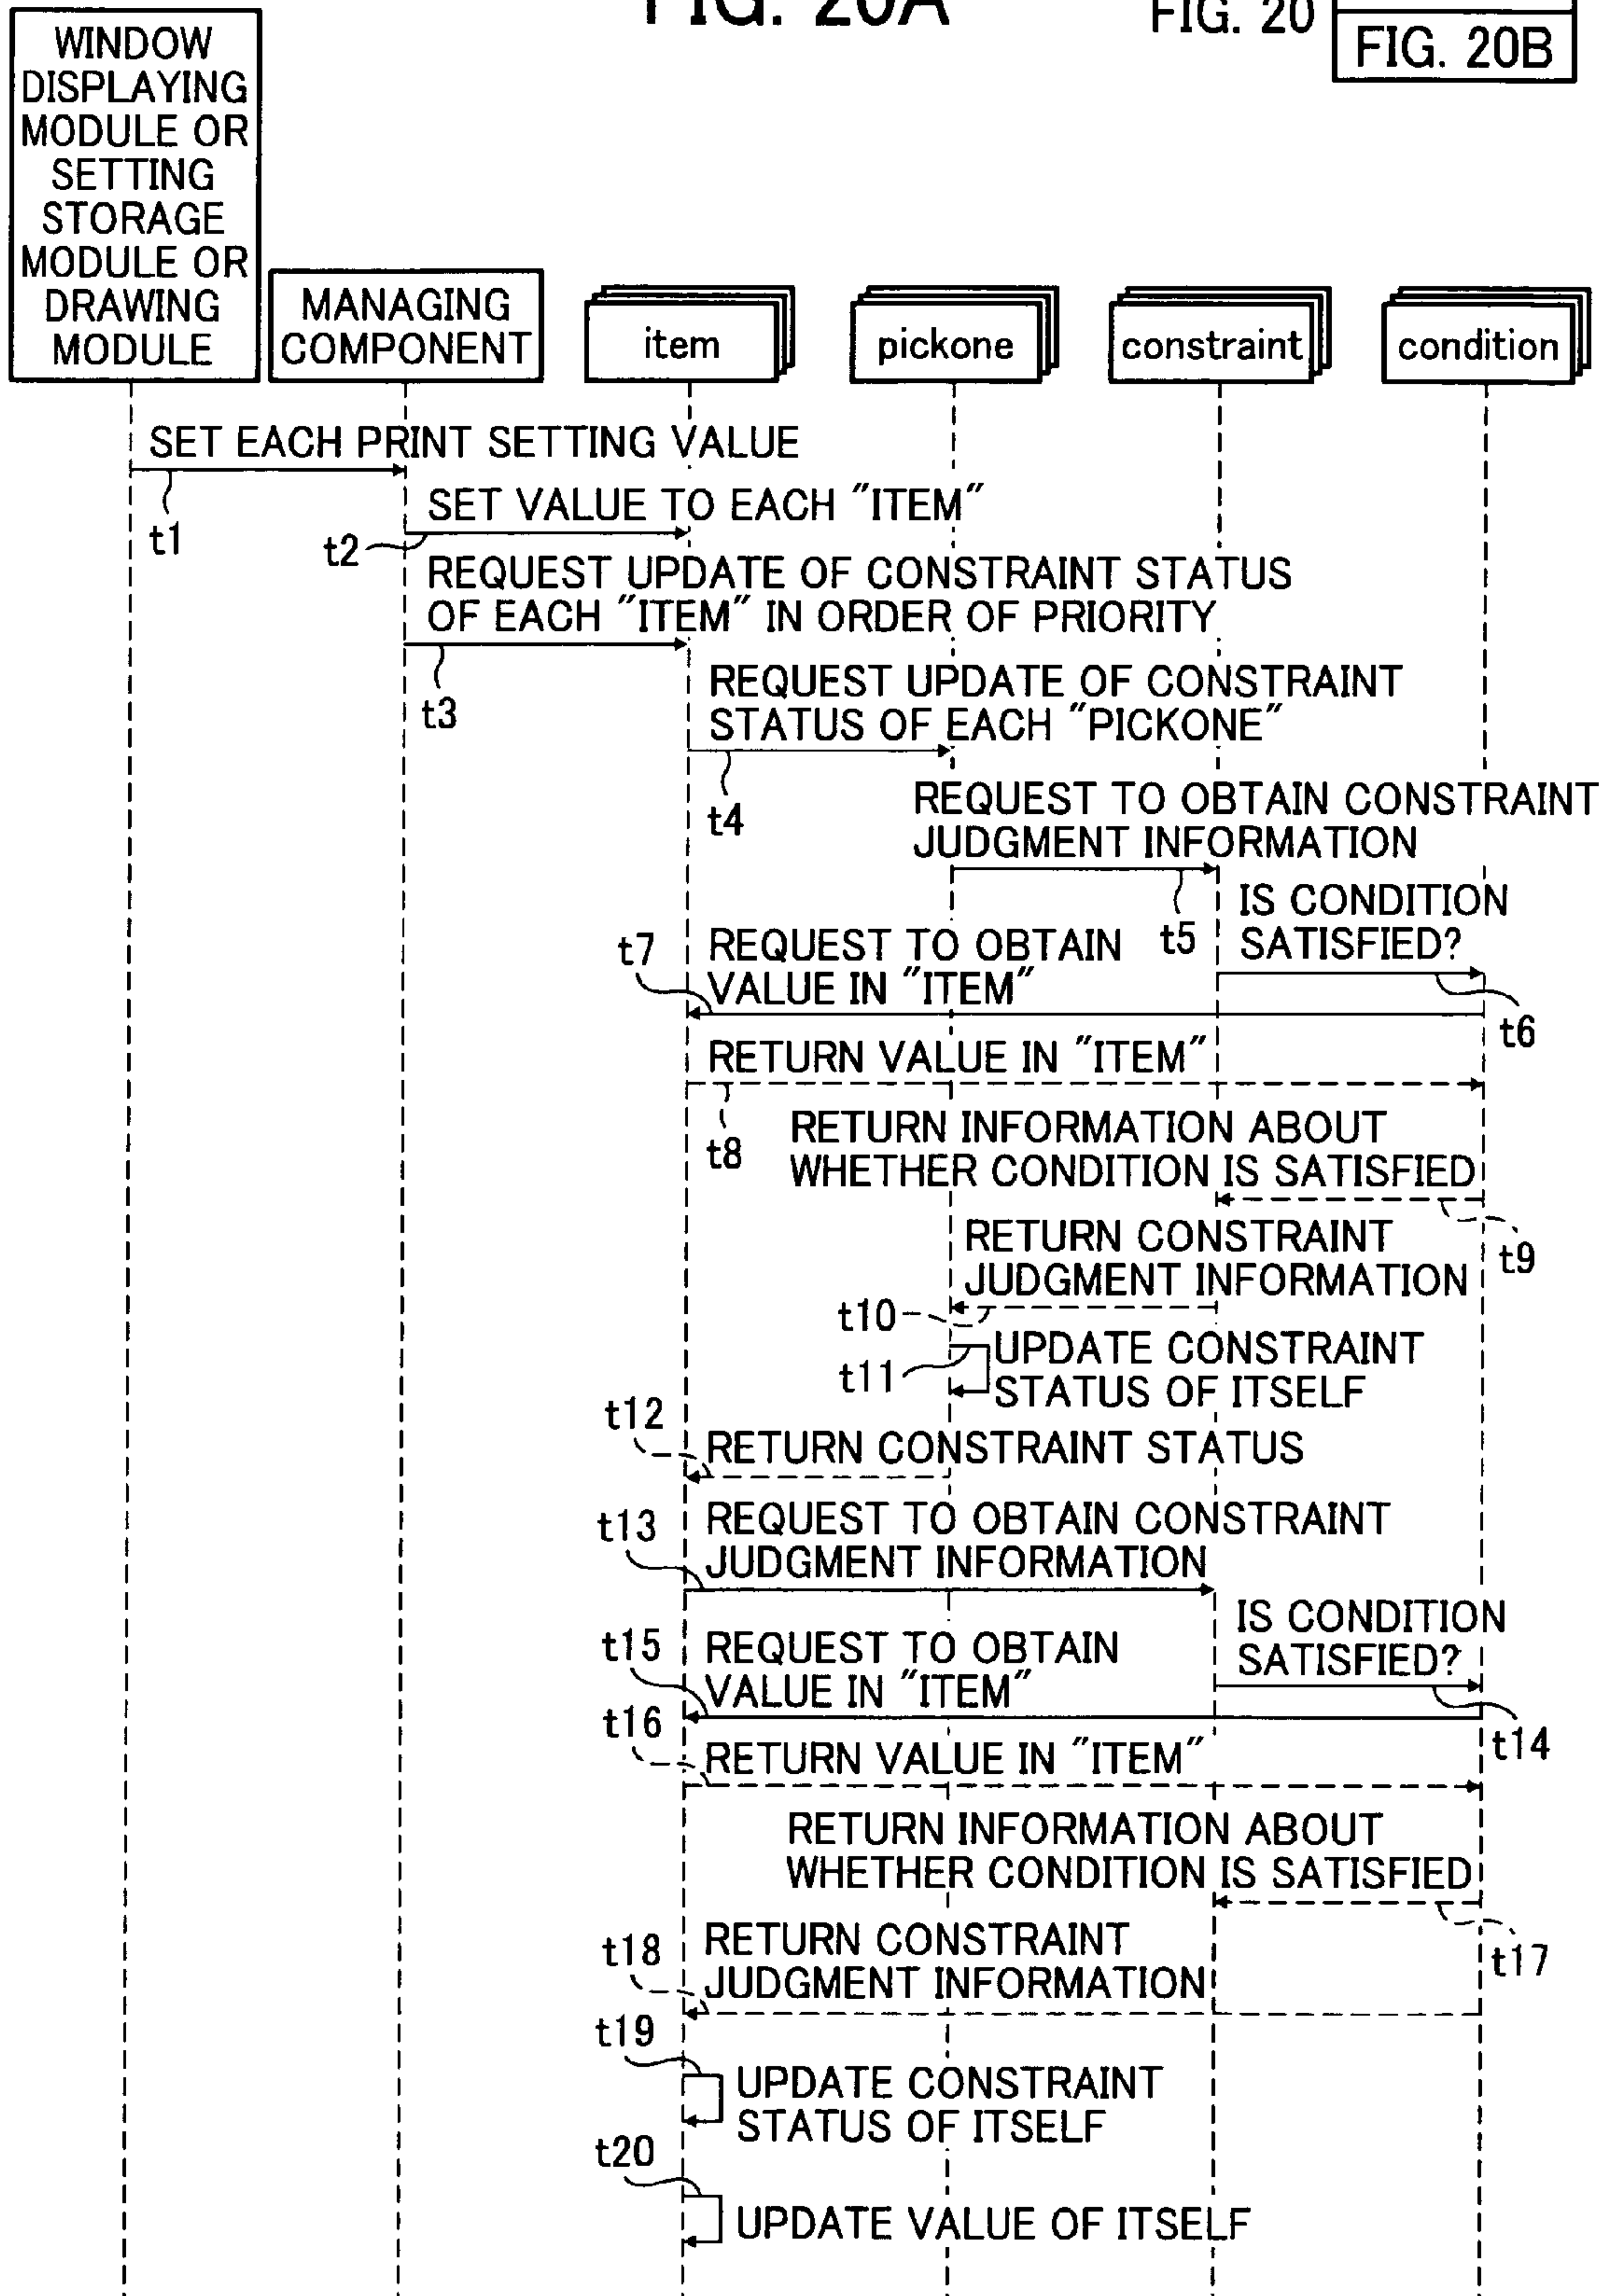 FIG. 20A
FIG. 20
FIG. 20B
WINDOW
DISPLAYING
MODULE OR
SETTING
STORAGE
MODULE OR
DRAWING
MODULE
MANAGING
COMPONENT
item
pickone
constraint
condition
SET EACH PRINT SETTING VALUE
t1
SET VALUE TO EACH "ITEM"
t2
REQUEST UPDATE OF CONSTRAINT STATUS
OF EACH "ITEM" IN ORDER OF PRIORITY
t3
REQUEST UPDATE OF CONSTRAINT
STATUS OF EACH "PICKONE"
t4
REQUEST TO OBTAIN CONSTRAINT
JUDGMENT INFORMATION
t5
IS CONDITION
SATISFIED?
t6
t7
REQUEST TO OBTAIN
VALUE IN "ITEM"
RETURN VALUE IN "ITEM"
t8
RETURN INFORMATION ABOUT
WHETHER CONDITION IS SATISFIED
t9
RETURN CONSTRAINT
JUDGMENT INFORMATION
t10
t11
UPDATE CONSTRAINT
STATUS OF ITSELF
t12
RETURN CONSTRAINT STATUS
t13
REQUEST TO OBTAIN CONSTRAINT
JUDGMENT INFORMATION
IS CONDITION
SATISFIED?
t14
t15
REQUEST TO OBTAIN
VALUE IN "ITEM"
t16
RETURN VALUE IN "ITEM"
RETURN INFORMATION ABOUT
WHETHER CONDITION IS SATISFIED
t17
t18
RETURN CONSTRAINT
JUDGMENT INFORMATION
t19
UPDATE CONSTRAINT
STATUS OF ITSELF
t20
UPDATE VALUE OF ITSELF